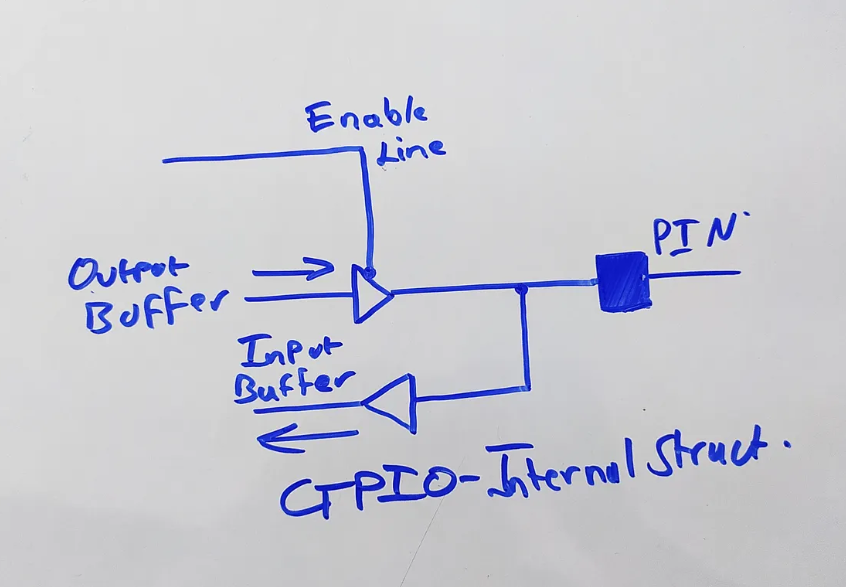 Enable
Line
PIN
Output
Buffer
Input
Buffer
GPIO-Internal Struct.